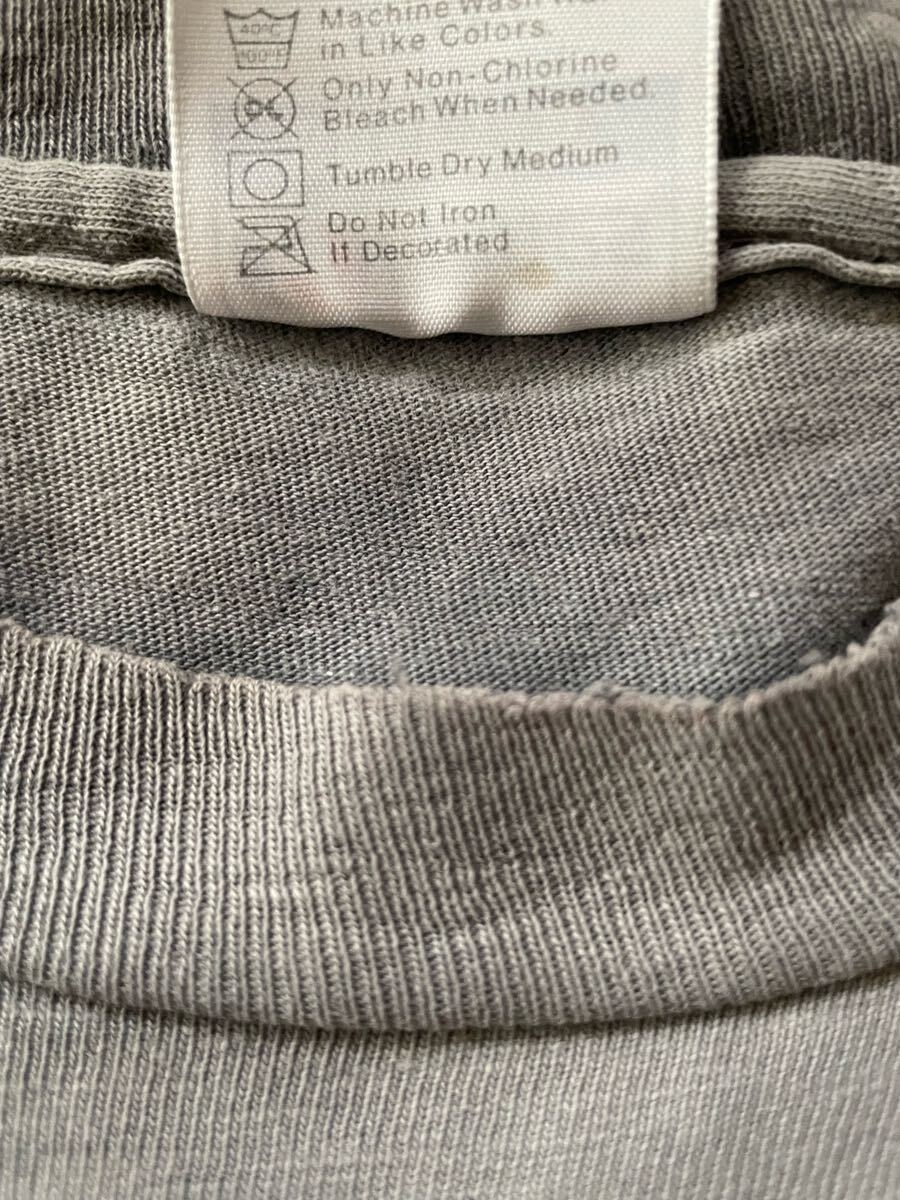 40°C
Machine Wash
in Like Colors.
Only Non-Chlorine
Bleach When Needed.
Tumble Dry Medium
Do Not Iron
If Decorated